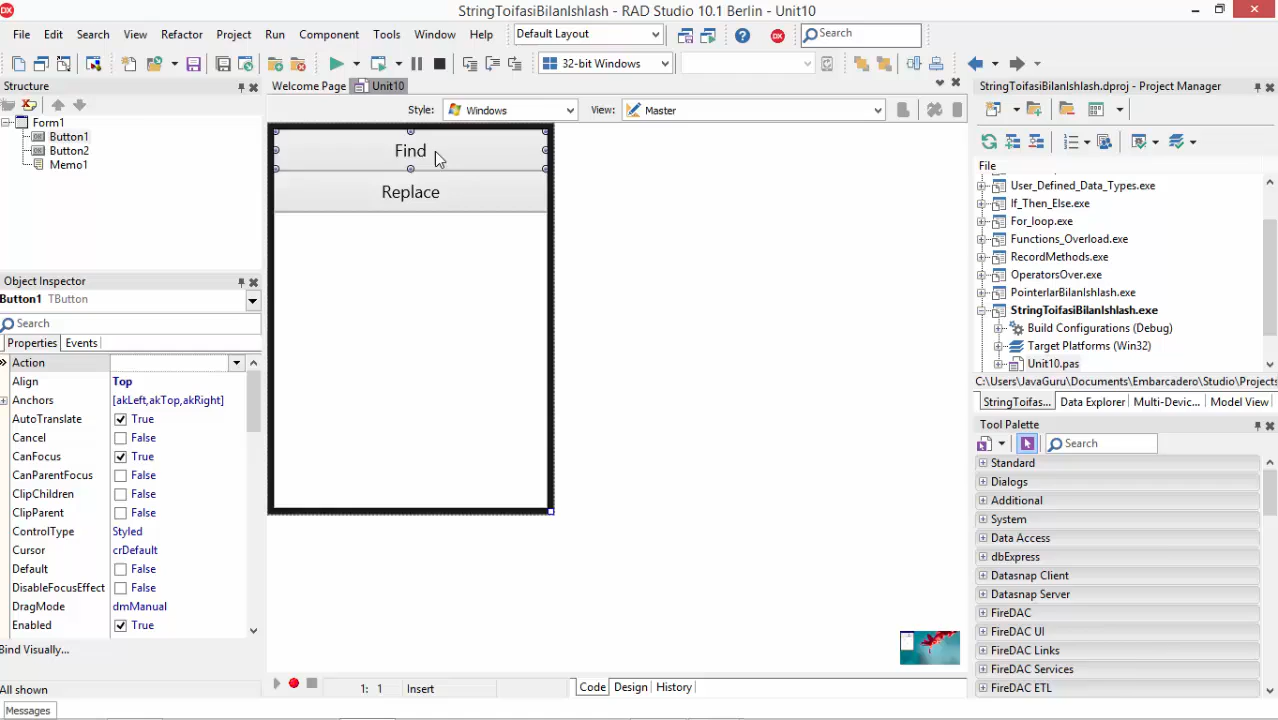 StringToifasiBilanIshlash - RAD Studio 10.1 Berlin - Unit10
File Edit Search View Refactor Project Run Component Tools Window Help Default Layout Search
32-bit Windows
Structure
Welcome Page Unit10
StringToifasiBilanIshlash.dproj - Project Manager
Style: Windows View: Master
Form1
Button1
Button2
Memo1
Find
Replace
File
User_Defined_Data_Types.exe
If_Then_Else.exe
For_loop.exe
Functions_Overload.exe
RecordMethods.exe
OperatorsOver.exe
PointerlarBilanIshlash.exe
StringToifasiBilanIshlash.exe
Build Configurations (Debug)
Target Platforms (Win32)
Unit10.pas
C:\Users\JavaGuru\Documents\Embarcadero\Studio\Projects
StringToifas... Data Explorer Multi-Devic... Model View
Object Inspector
Button1 TButton
Search
Properties Events
Action
Align Top
Anchors [akLeft,akTop,akRight]
AutoTranslate True
Cancel False
CanFocus True
CanParentFocus False
ClipChildren False
ClipParent False
ControlType Styled
Cursor crDefault
Default False
DisableFocusEffect False
DragMode dmManual
Enabled True
Bind Visually...
All shown
Tool Palette
Search
Standard
Dialogs
Additional
System
Data Access
dbExpress
Datasnap Client
Datasnap Server
FireDAC
FireDAC UI
FireDAC Links
FireDAC Services
FireDAC ETL
1: 1 Insert Code Design History
Messages